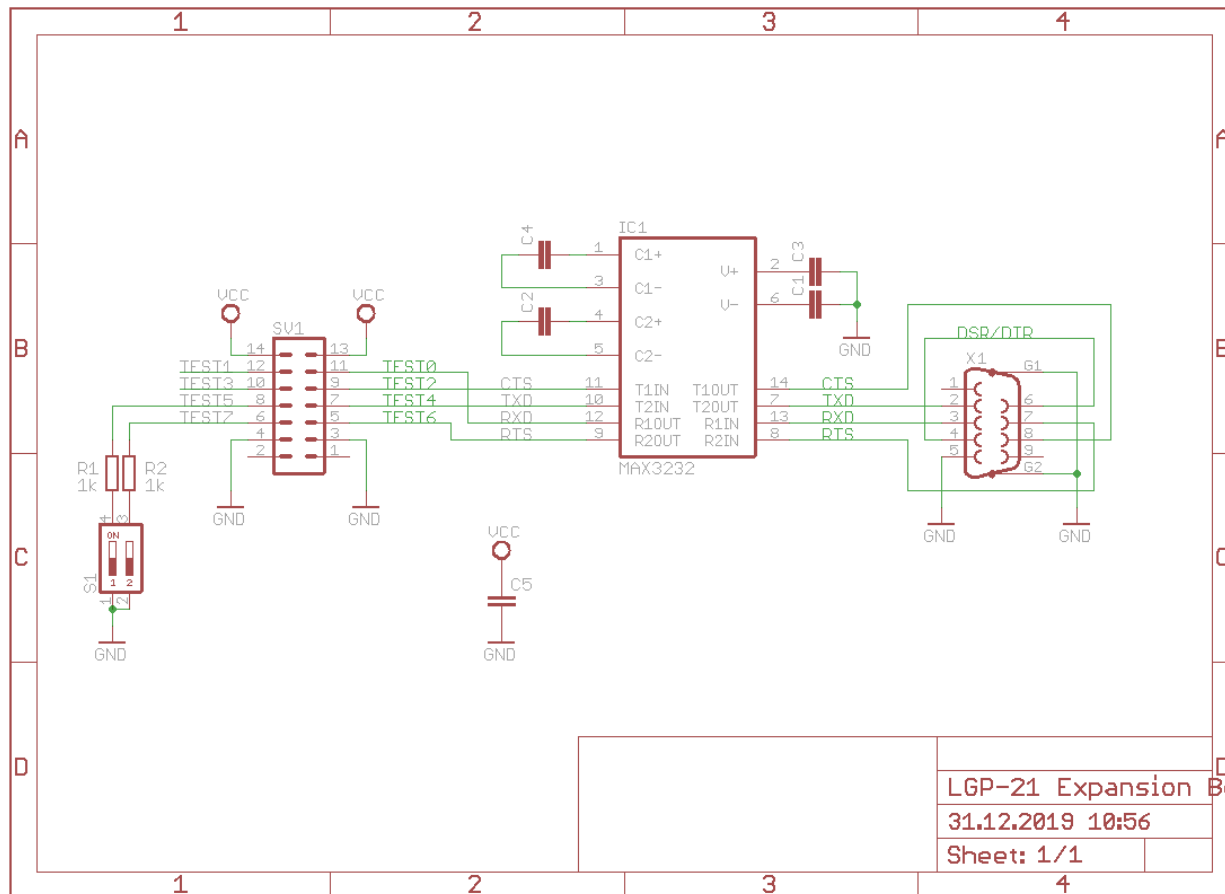 1 2 3 4
A A
IC1
C4
1 C1+
3 C1-
C2
4 C2+
5 C2-
V+ 2 C3
V- 6 C1
GND
VCC VCC
SV1
B
14 13
TEST1 12 11 TEST0
TEST3 10 9 TEST2 CTS 11 T1IN T1OUT 14 CTS
TEST5 8 7 TEST4 TXD 10 T2IN T2OUT 7 TXD
TEST7 6 5 TEST6 RXD 12 R1OUT R1IN 13 RXD
4 3 RTS 9 R2OUT R2IN 8 RTS
2 1
MAX3232
DSR/DTR
X1 G1
1
2 6
3 7
4 8
5 9
G2
GND GND
R1 R2
1k 1k
GND GND
4 3
ON
1 2
S1
1 2
GND
C
VCC
C5
GND
D
LGP-21 Expansion
31.12.2019 10:56
Sheet: 1/1
1 2 3 4